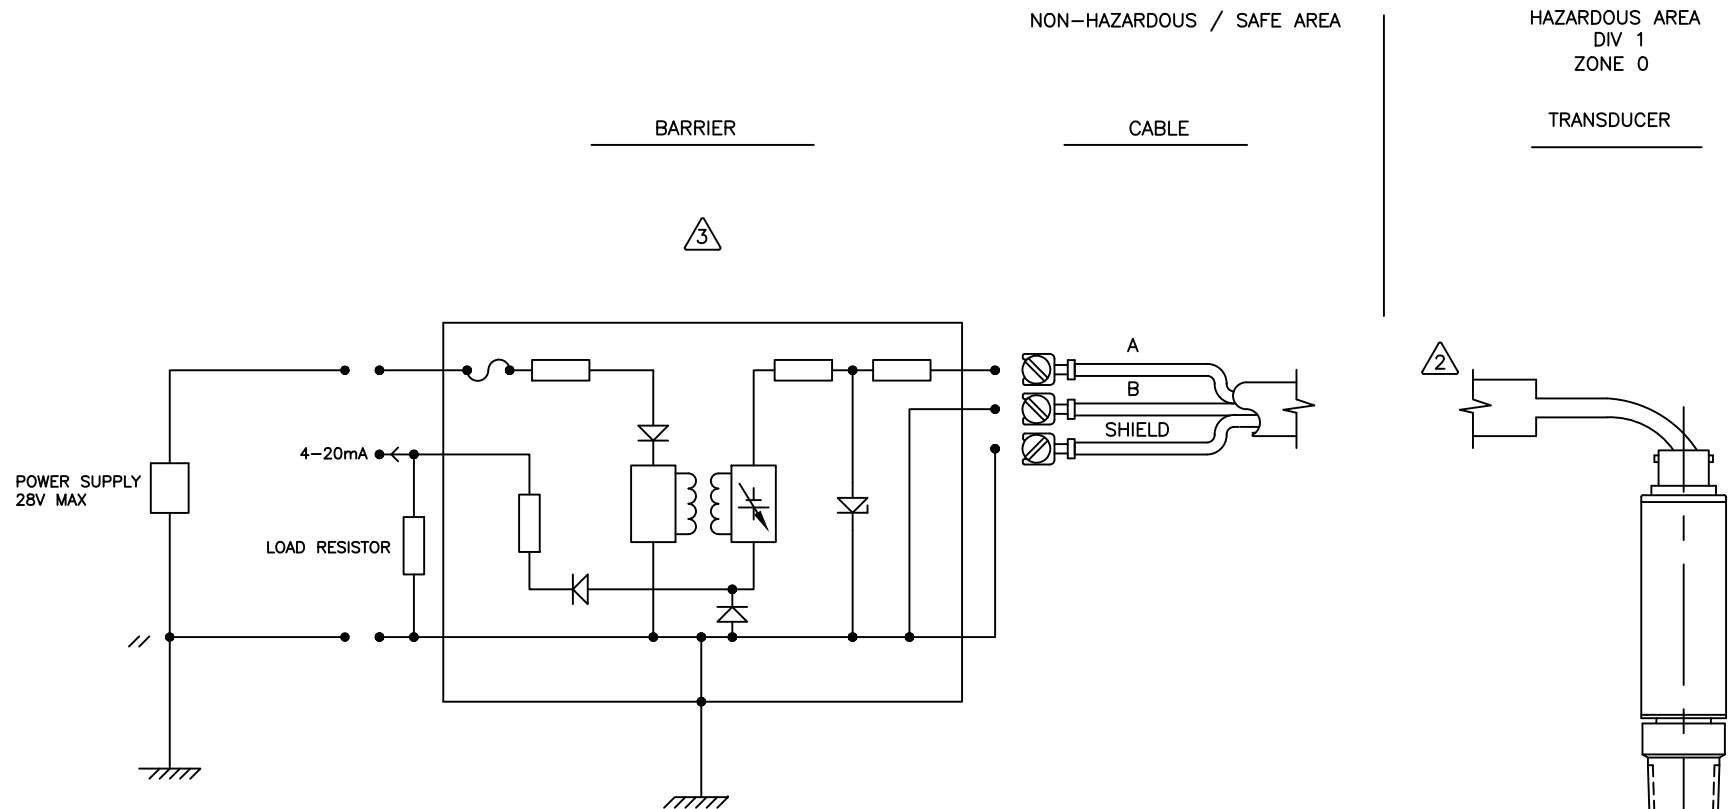 NON-HAZARDOUS / SAFE AREA
HAZARDOUS AREA
DIV 1
ZONE 0
BARRIER
CABLE
TRANSDUCER
3
A
2
B
SHIELD
4-20mA
POWER SUPPLY
28V MAX
LOAD RESISTOR